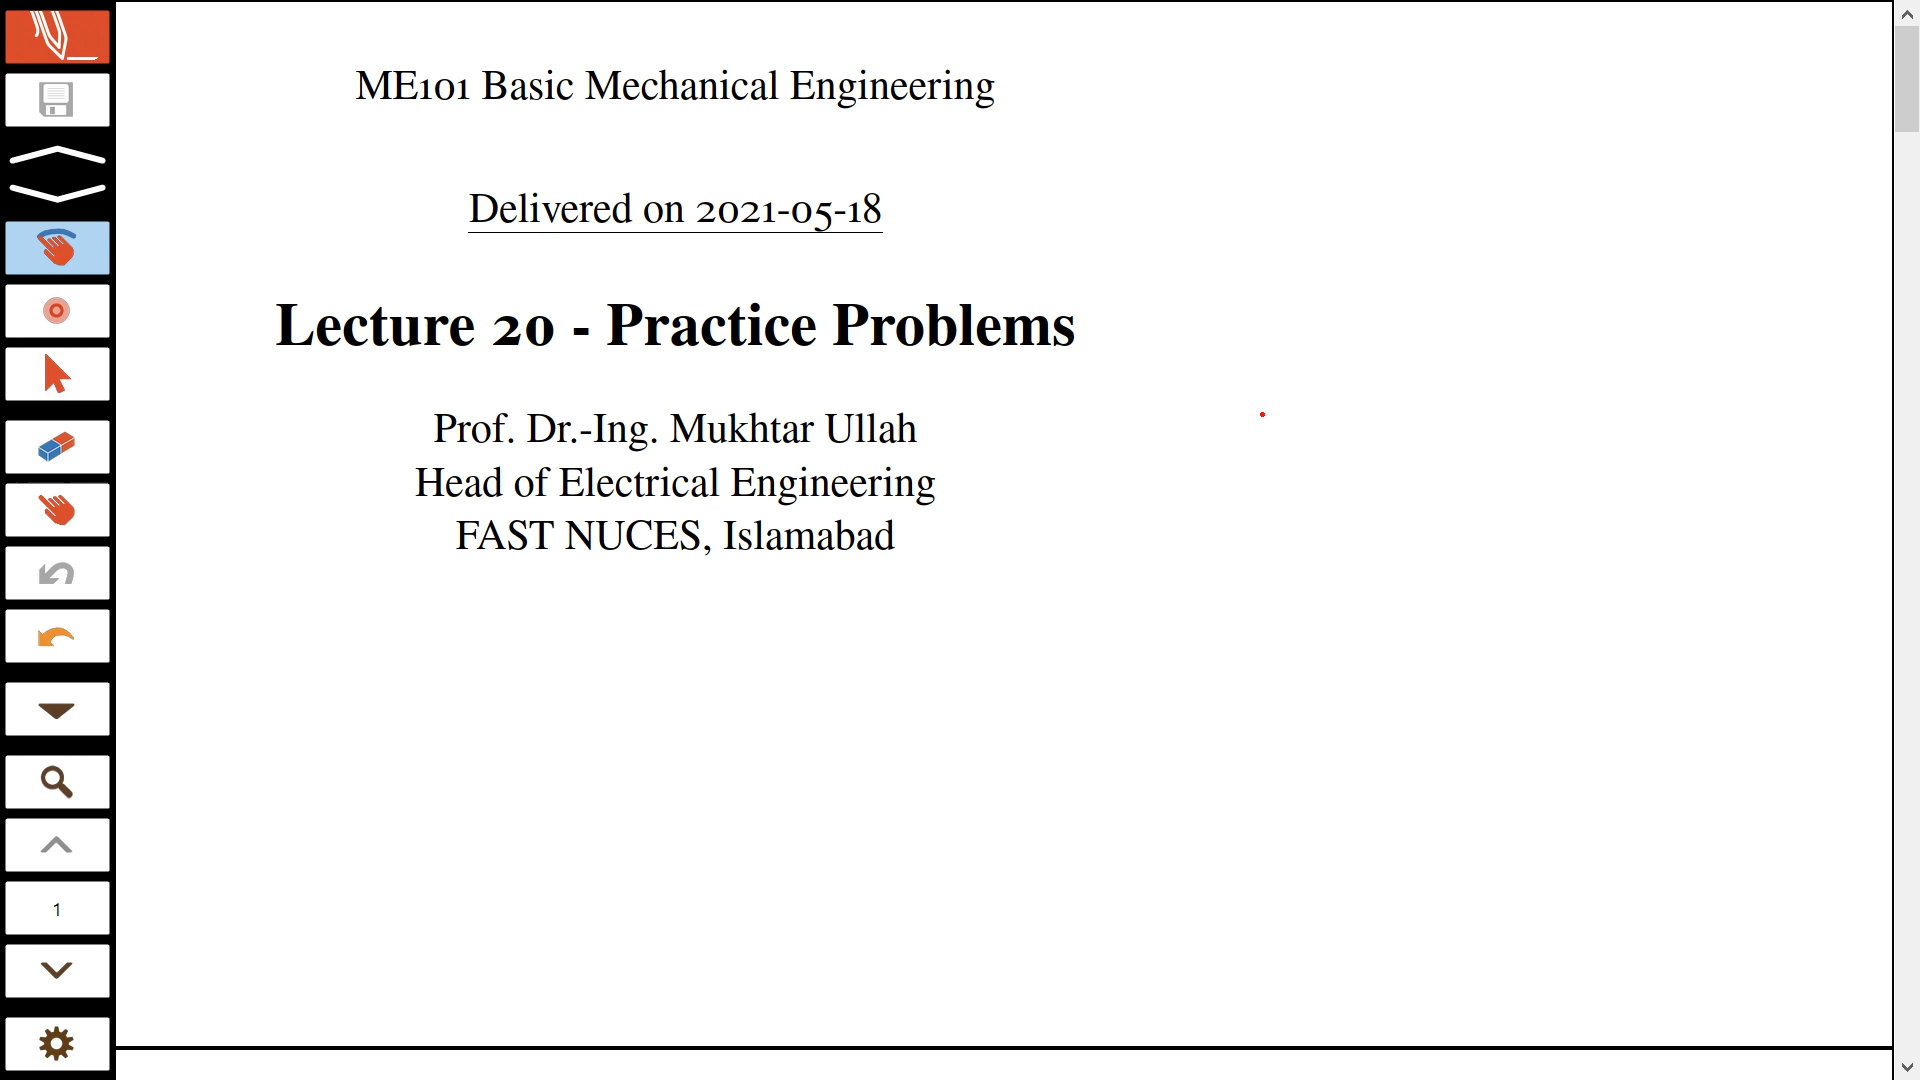 ME101 Basic Mechanical Engineering
Delivered on 2021-05-18
Lecture 20 - Practice Problems
Prof. Dr.-Ing. Mukhtar Ullah
Head of Electrical Engineering
FAST NUCES, Islamabad
1